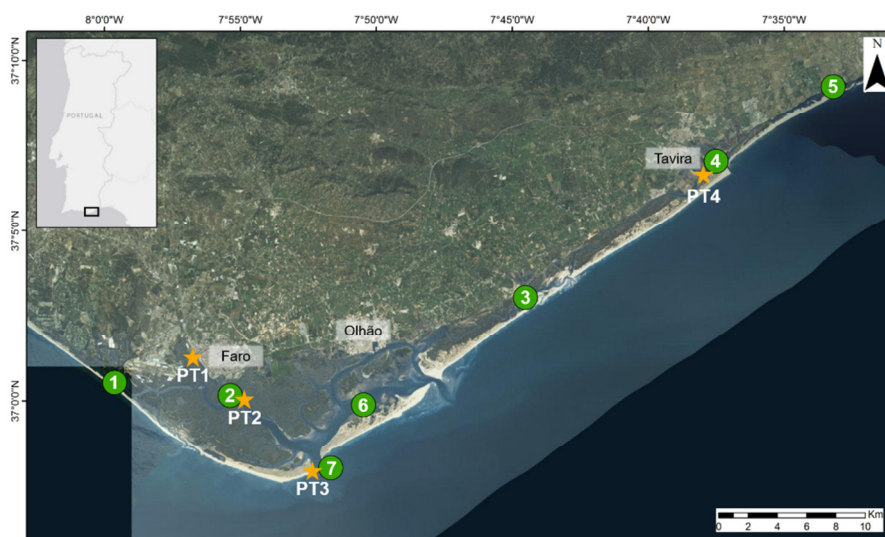 8°0'0"W
7°55'0"W
7°50'0"W
7°45'0"W
7°40'0"W
7°35'0"W
37°10'0"N
N
PORTUGAL
5
4
Tavira
PT4
37°5'0"N
3
Olhão
Faro
PT1
1
2
PT2
6
37°0'0"N
7
PT3
Km
0 2 4 6 8 10